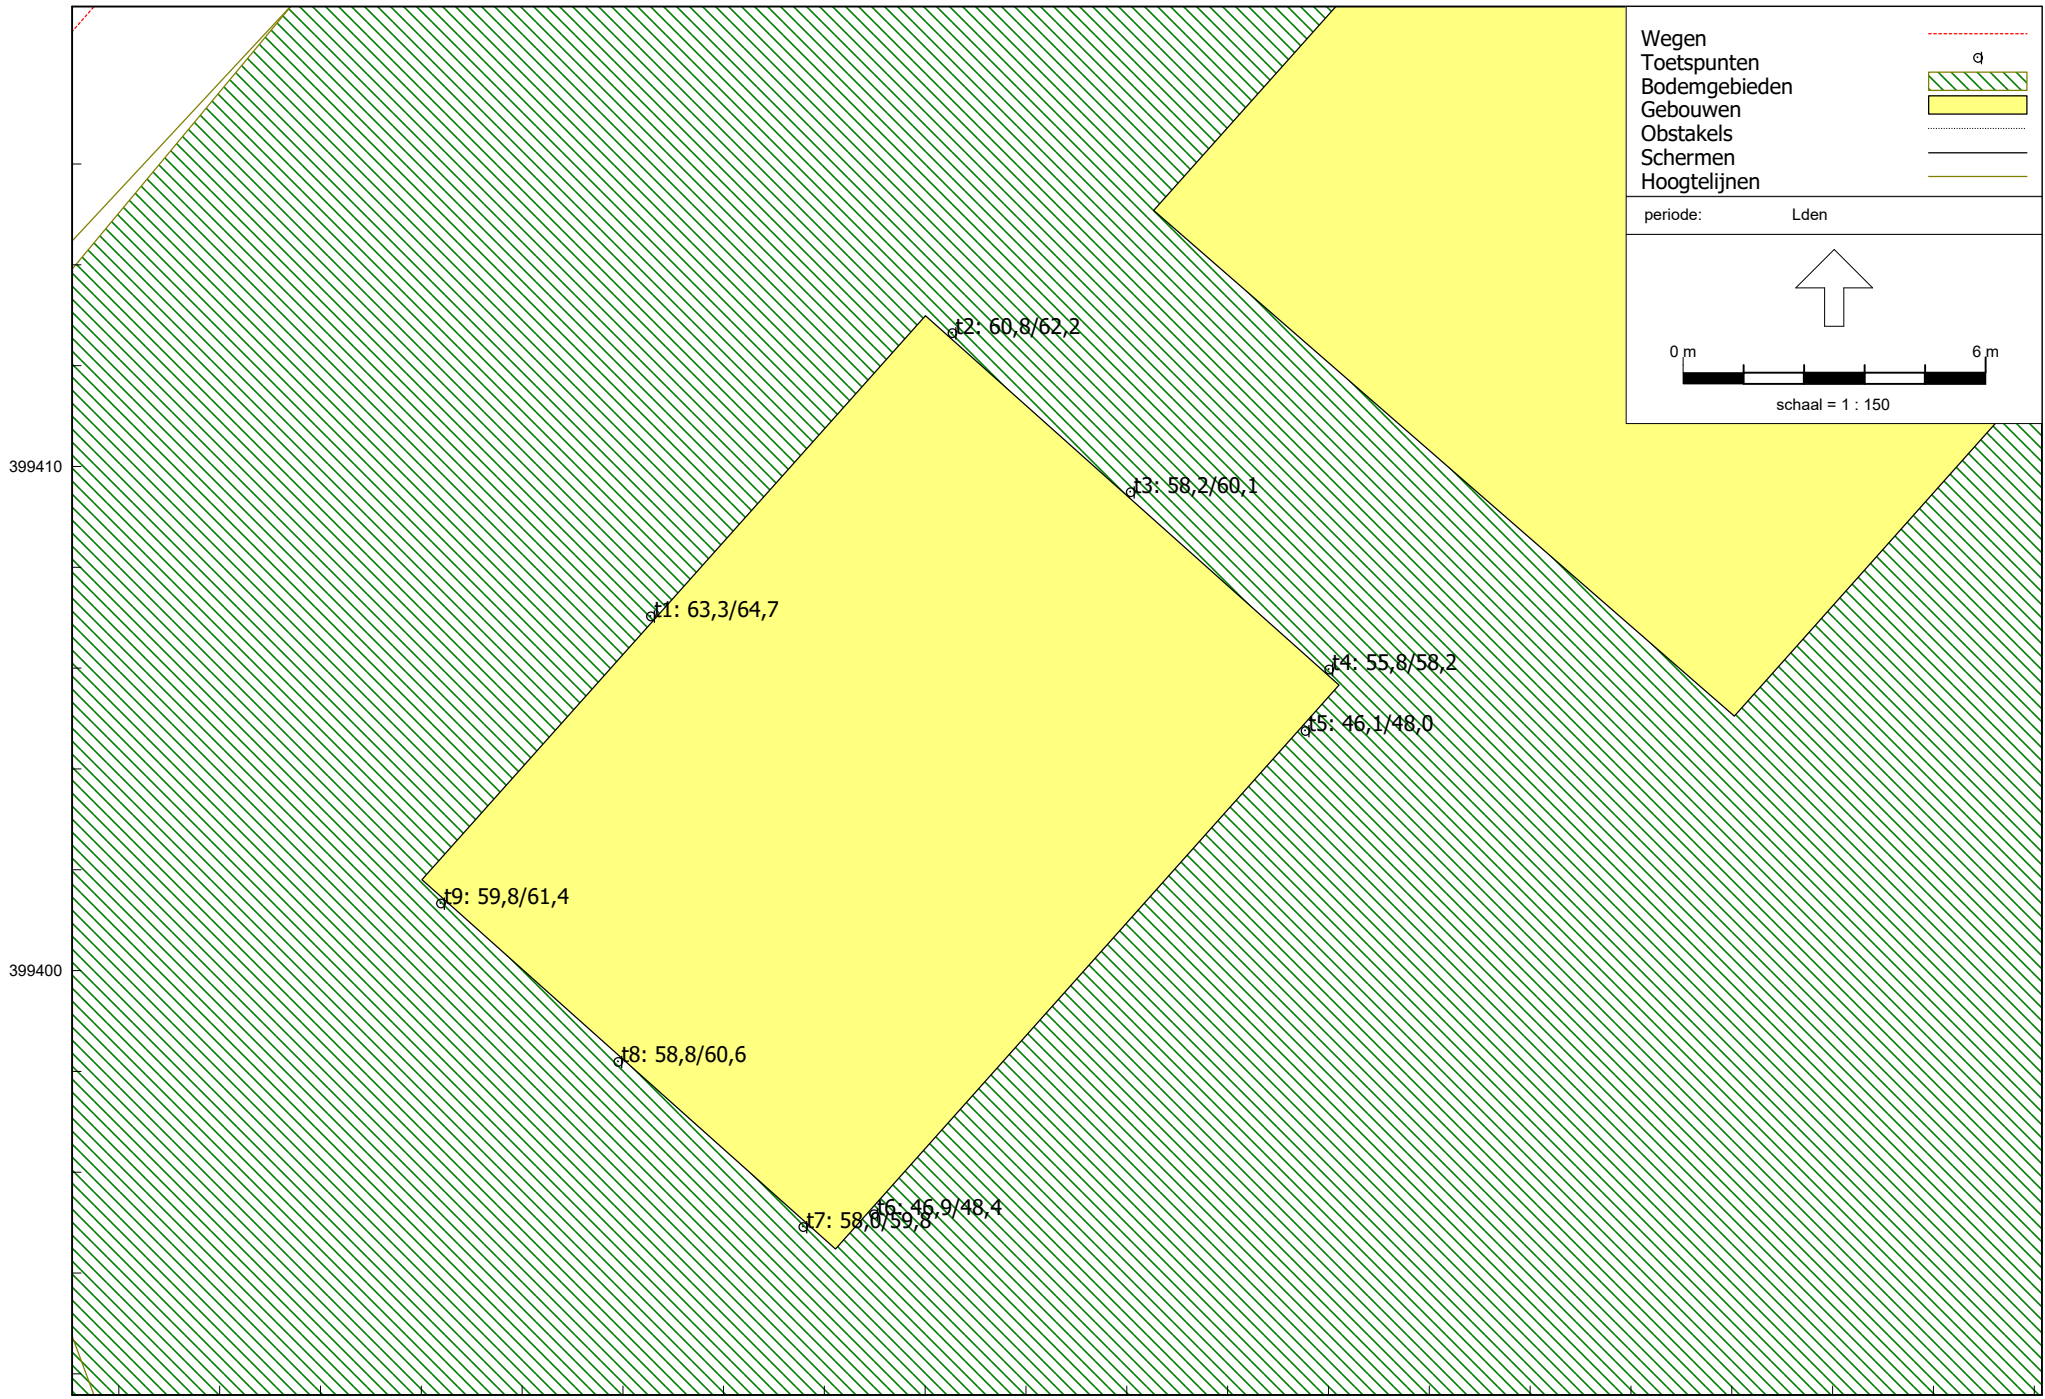 Wegen
Toetspunten
Bodemgebieden
Gebouwen
Obstakels
Schermen
Hoogtelijnen
periode: Lden
0 m 6 m
schaal = 1 : 150
t2: 60,8/62,2
399410
t3: 58,2/60,1
t1: 63,3/64,7
t4: 55,8/58,2
t5: 46,1/48,0
t9: 59,8/61,4
399400
t8: 58,8/60,6
t6: 46,9/48,4
t7: 58,0/59,8